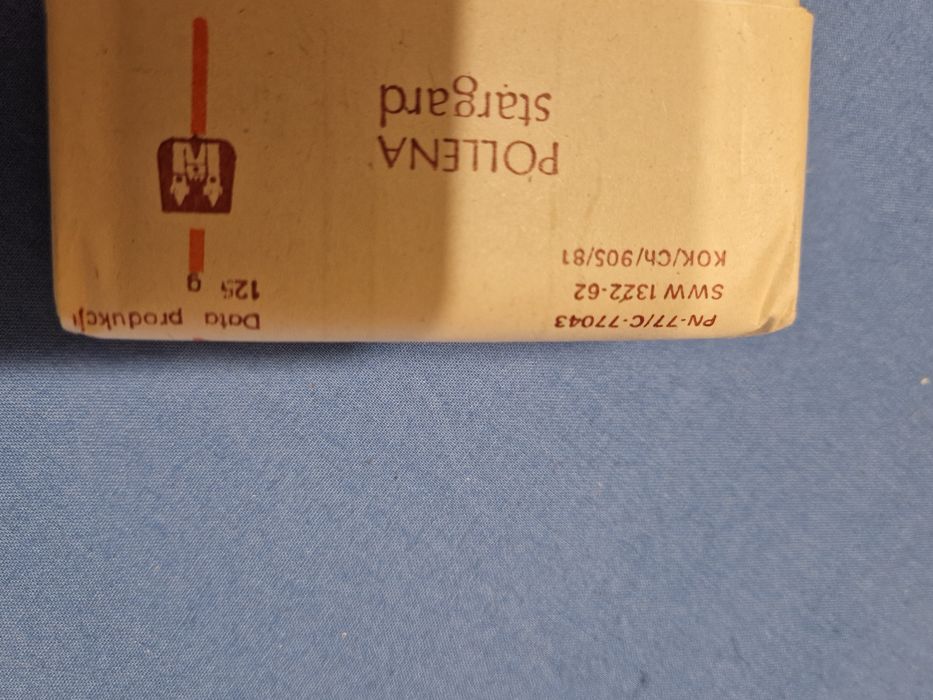 PN-77/C-77043
SWW 1322-62
KOK/Ch/905/81
Data produkcji
125 g
POLLENA
stargard